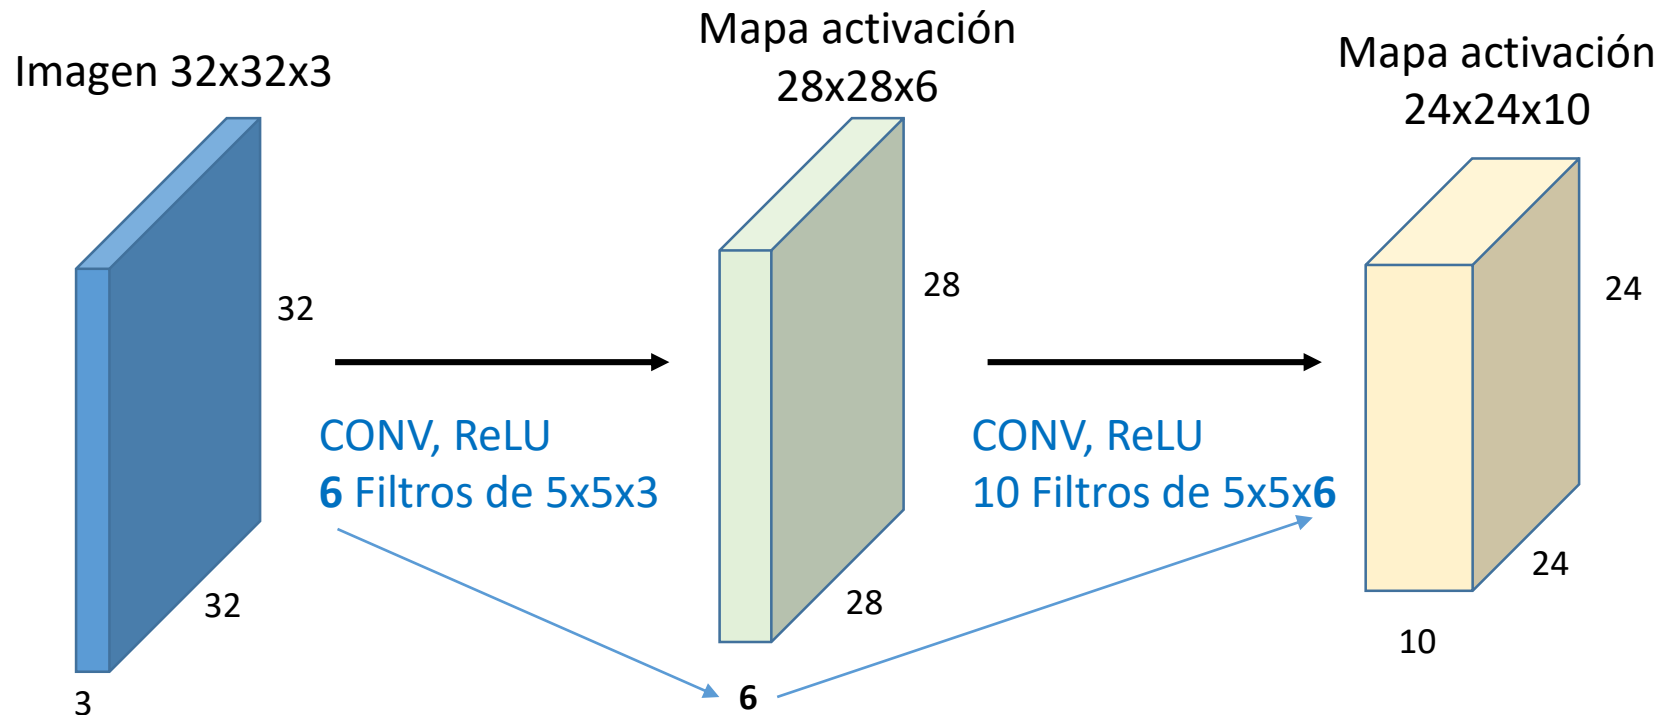 Imagen 32x32x3
32
32
3
CONV, ReLU
6 Filtros de 5x5x3
Mapa activación
28x28x6
28
28
6
CONV, ReLU
10 Filtros de 5x5x6
Mapa activación
24x24x10
24
24
10